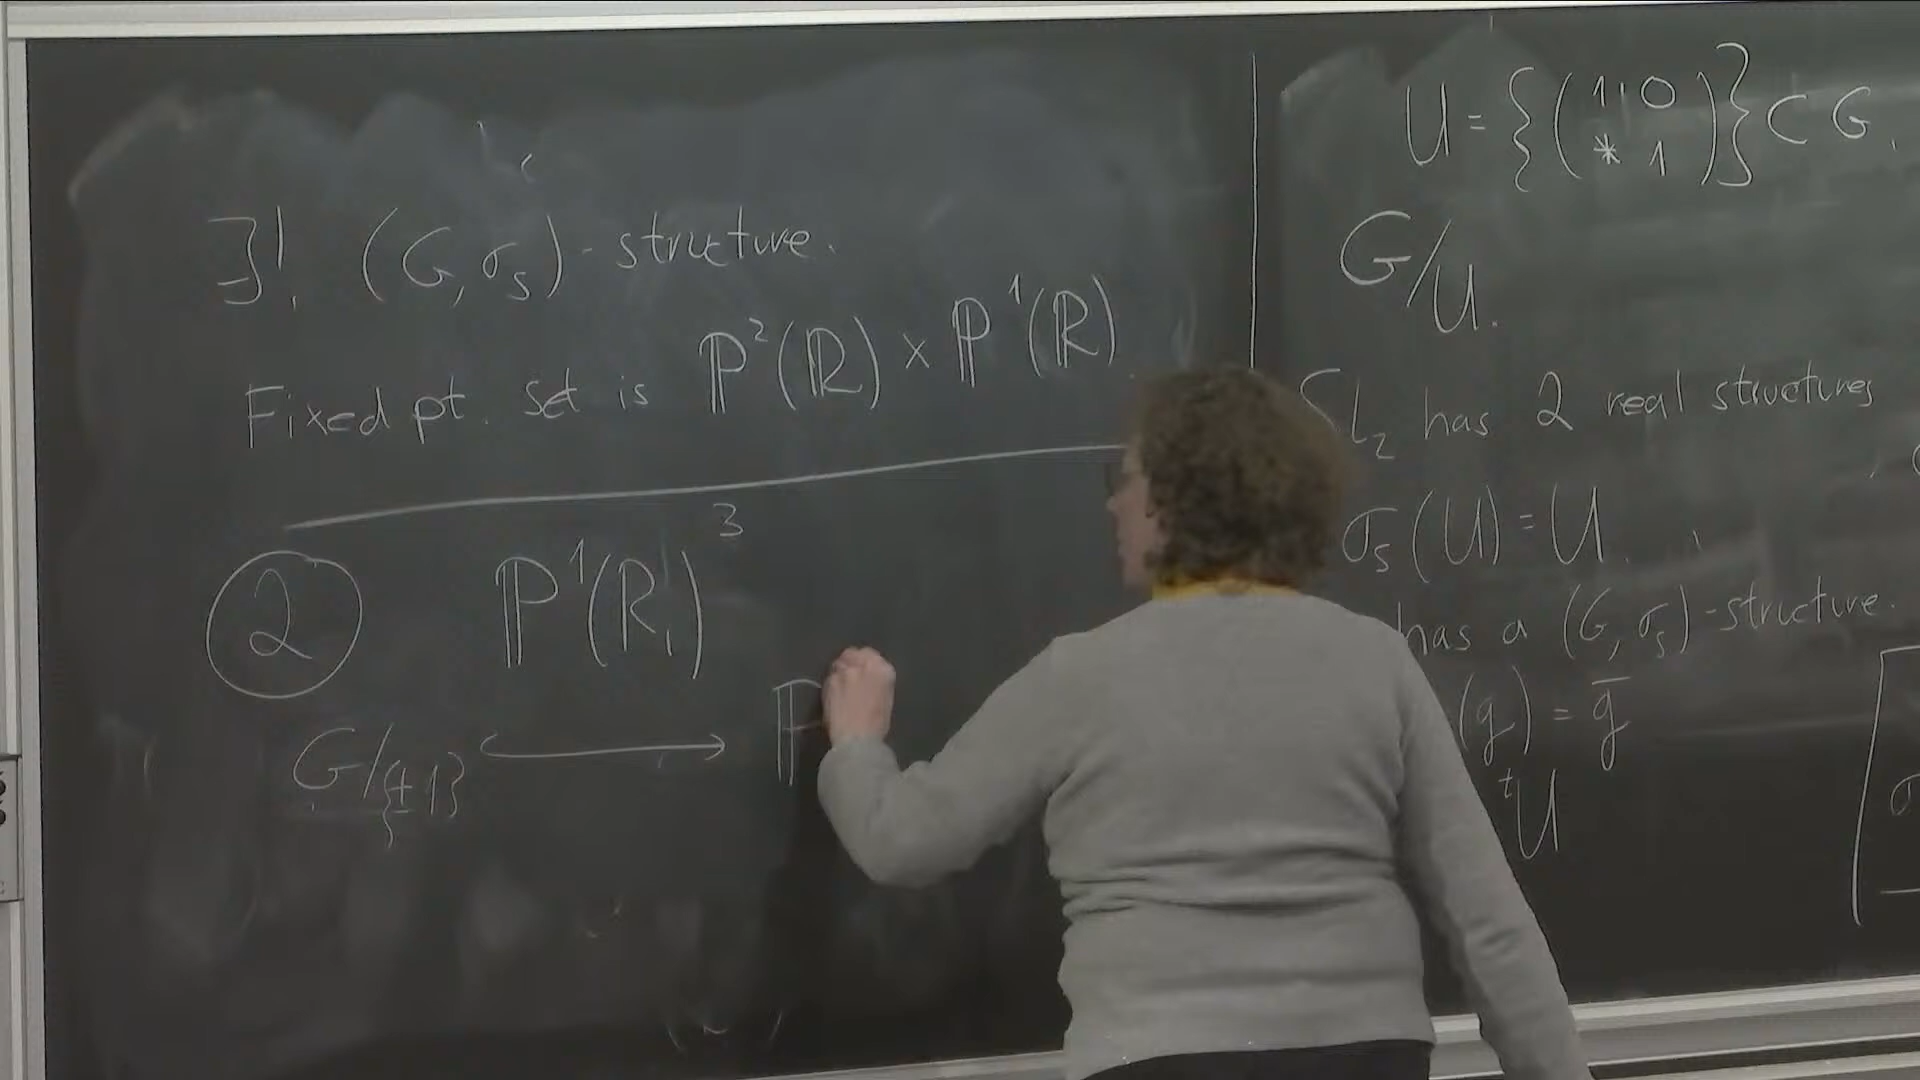 ∃! (G, σₛ)-structure.
Fixed pt. set is ℙ²(ℝ) × ℙ¹(ℝ).
② ℙ¹(ℝ)³
G/{±1} ⟷ ℙ
U = {(1 0
* 1)} ⊂ G.
G/U.
SL₂ has 2 real structures
σₛ(U) = U.
has a (G, σₛ)-structure.
(g) = g̅
ᵗU